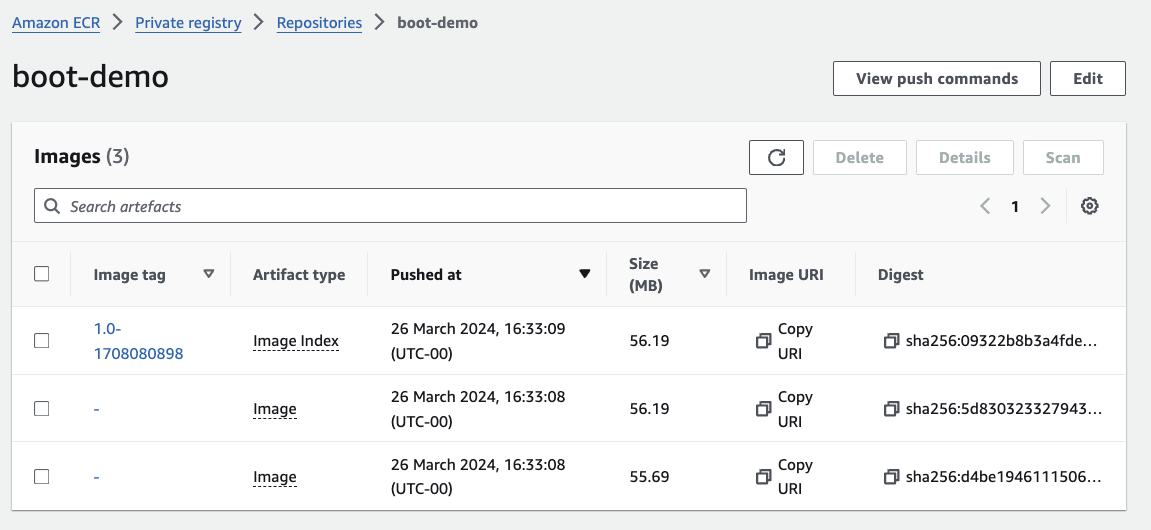 Amazon ECR > Private registry > Repositories > boot-demo
boot-demo
View push commands
Edit
Images (3)
Delete
Details
Scan
Search artefacts
1
Image tag
Artifact type
Pushed at
Size
(MB)
Image URI
Digest
1.0-
1708080898
Image Index
26 March 2024, 16:33:09
(UTC-00)
56.19
Copy
URI
sha256:09322b8b3a4fde...
-
Image
26 March 2024, 16:33:08
(UTC-00)
56.19
Copy
URI
sha256:5d830323327943...
-
Image
26 March 2024, 16:33:08
(UTC-00)
55.69
Copy
URI
sha256:d4be1946111506...